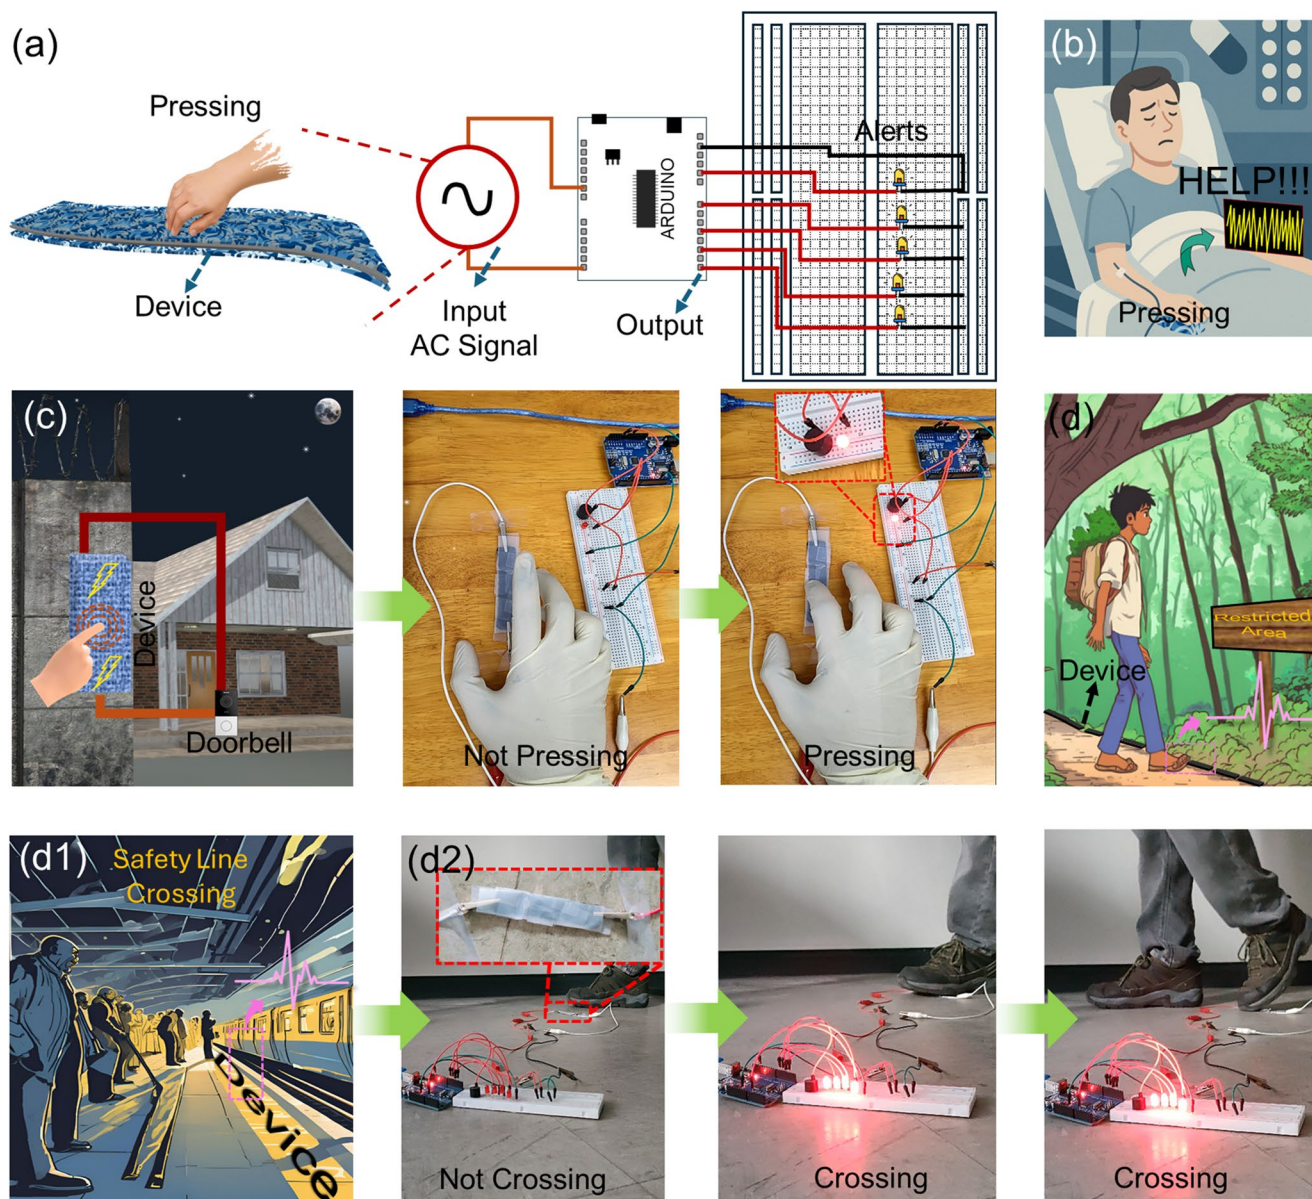 (a)
Pressing
Device
Input
AC Signal
ARDUINO
Output
Alerts
(b)
HELP!!!
Pressing
(c)
Device
Doorbell
Not Pressing
Pressing
(d)
Restricted
Area
Device
(d1)
Safety Line
Crossing
Device
(d2)
Not Crossing
Crossing
Crossing